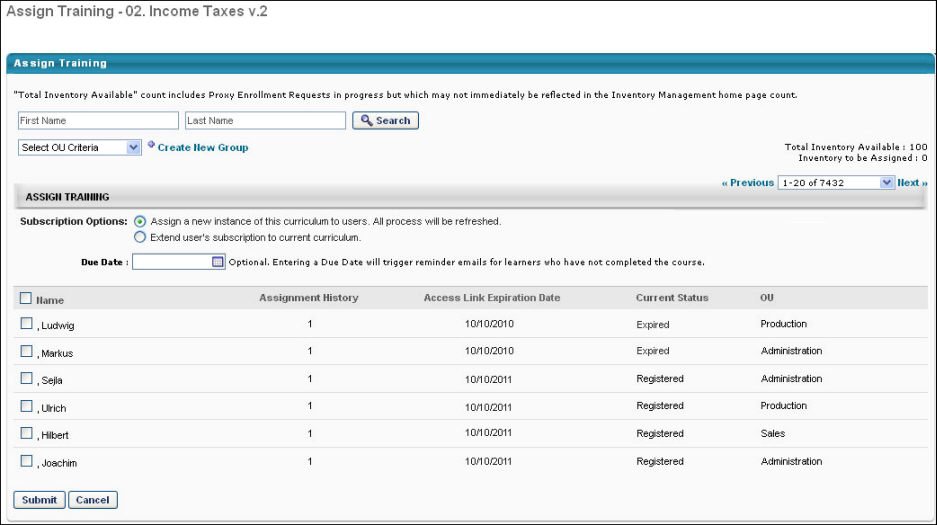 Assign Training - 02. Income Taxes v.2
Assign Training
"Total Inventory Available" count includes Proxy Enrollment Requests in progress but which may not immediately be reflected in the Inventory Management home page count.
First Name Last Name Search
Select OU Criteria Create New Group
Total Inventory Available : 100
Inventory to be Assigned : 0
« Previous 1-20 of 7432 Next »
ASSIGN TRAINING
Subscription Options: Assign a new instance of this curriculum to users. All process will be refreshed.
Extend user's subscription to current curriculum.
Due Date : Optional. Entering a Due Date will trigger reminder emails for learners who have not completed the course.
Name Assignment History Access Link Expiration Date Current Status OU
, Ludwig 1 10/10/2010 Expired Production
, Markus 1 10/10/2010 Expired Administration
, Sejla 1 10/10/2011 Registered Administration
, Ulrich 1 10/10/2011 Registered Production
, Hilbert 1 10/10/2011 Registered Sales
, Joachim 1 10/10/2011 Registered Administration
Submit Cancel